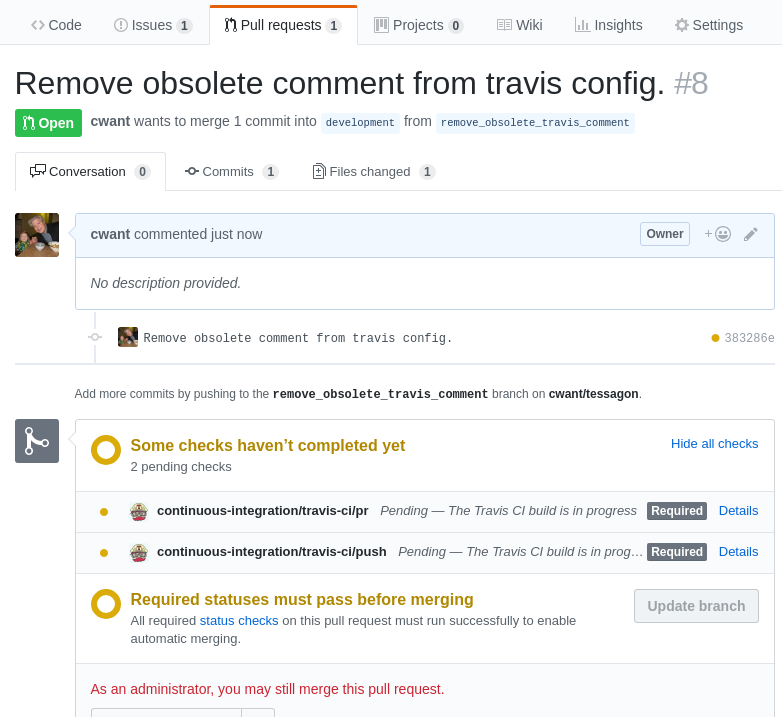 Code Issues 1 Pull requests 1 Projects 0 Wiki Insights Settings
Remove obsolete comment from travis config. #8
Open cwant wants to merge 1 commit into development from remove_obsolete_travis_comment
Conversation 0 Commits 1 Files changed 1
cwant commented just now Owner
No description provided.
Remove obsolete comment from travis config. 383286e
Add more commits by pushing to the remove_obsolete_travis_comment branch on cwant/tessagon.
Some checks haven’t completed yet Hide all checks
2 pending checks
continuous-integration/travis-ci/pr Pending — The Travis CI build is in progress Required Details
continuous-integration/travis-ci/push Pending — The Travis CI build is in prog… Required Details
Required statuses must pass before merging Update branch
All required status checks on this pull request must run successfully to enable
automatic merging.
As an administrator, you may still merge this pull request.